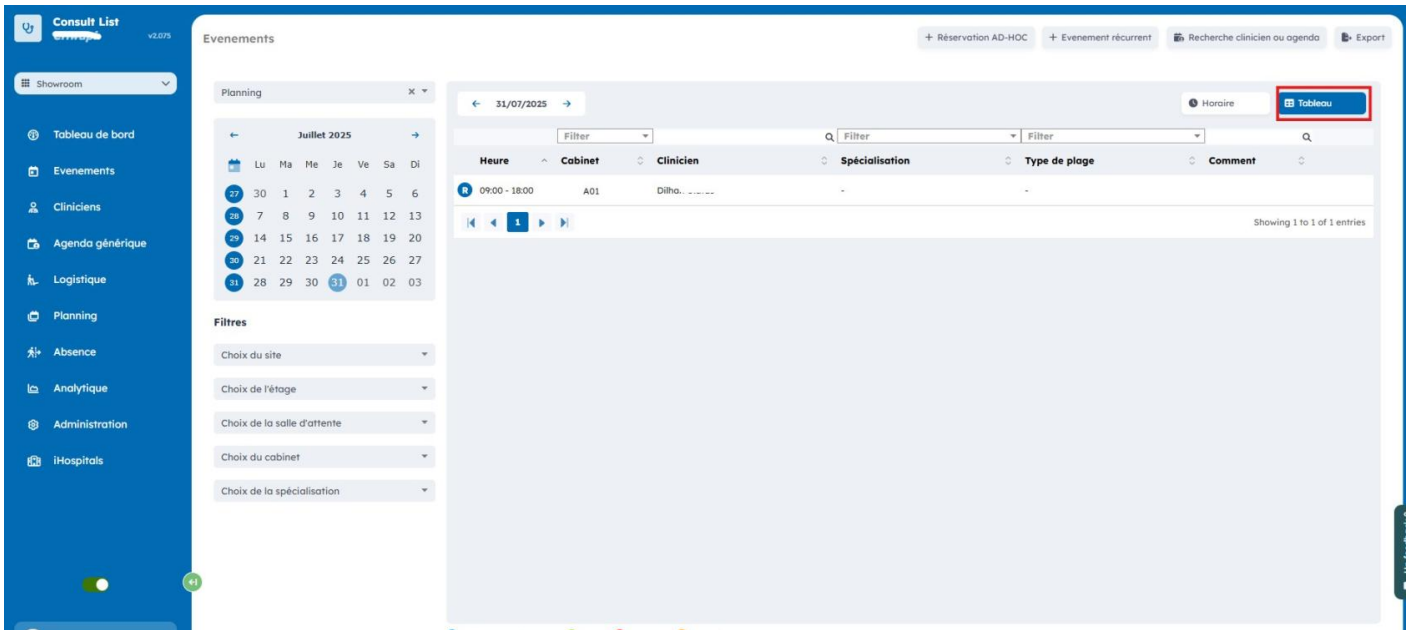 Consult List
v2.075
Showroom
Tableau de bord
Evenements
Cliniciens
Agenda générique
Logistique
Planning
Absence
Analytique
Administration
iHospitals
Evenements
+ Réservation AD-HOC
+ Evenement récurrent
Recherche clinicien ou agenda
Export
Planning
Juillet 2025
Lu Ma Me Je Ve Sa Di
27 30 1 2 3 4 5 6
28 7 8 9 10 11 12 13
29 14 15 16 17 18 19 20
30 21 22 23 24 25 26 27
31 28 29 30 31 01 02 03
Filtres
Choix du site
Choix de l'étage
Choix de la salle d'attente
Choix du cabinet
Choix de la spécialisation
31/07/2025
Horaire
Tableau
Filter Filter Filter
Heure Cabinet Clinicien Spécialisation Type de plage Comment
R 09:00 - 18:00 A01 - -
1
Showing 1 to 1 of 1 entries